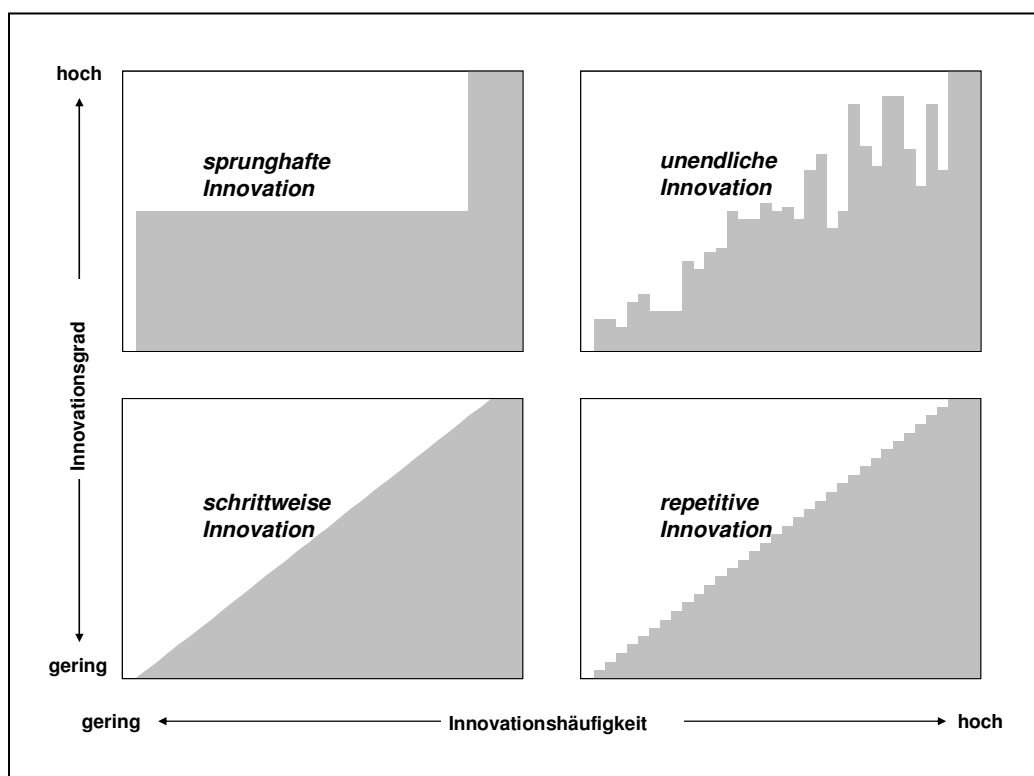 hoch
sprunghafte
Innovation
unendliche
Innovation
Innovationsgrad
schrittweise
Innovation
repetitive
Innovation
gering
gering
Innovationshäufigkeit
hoch